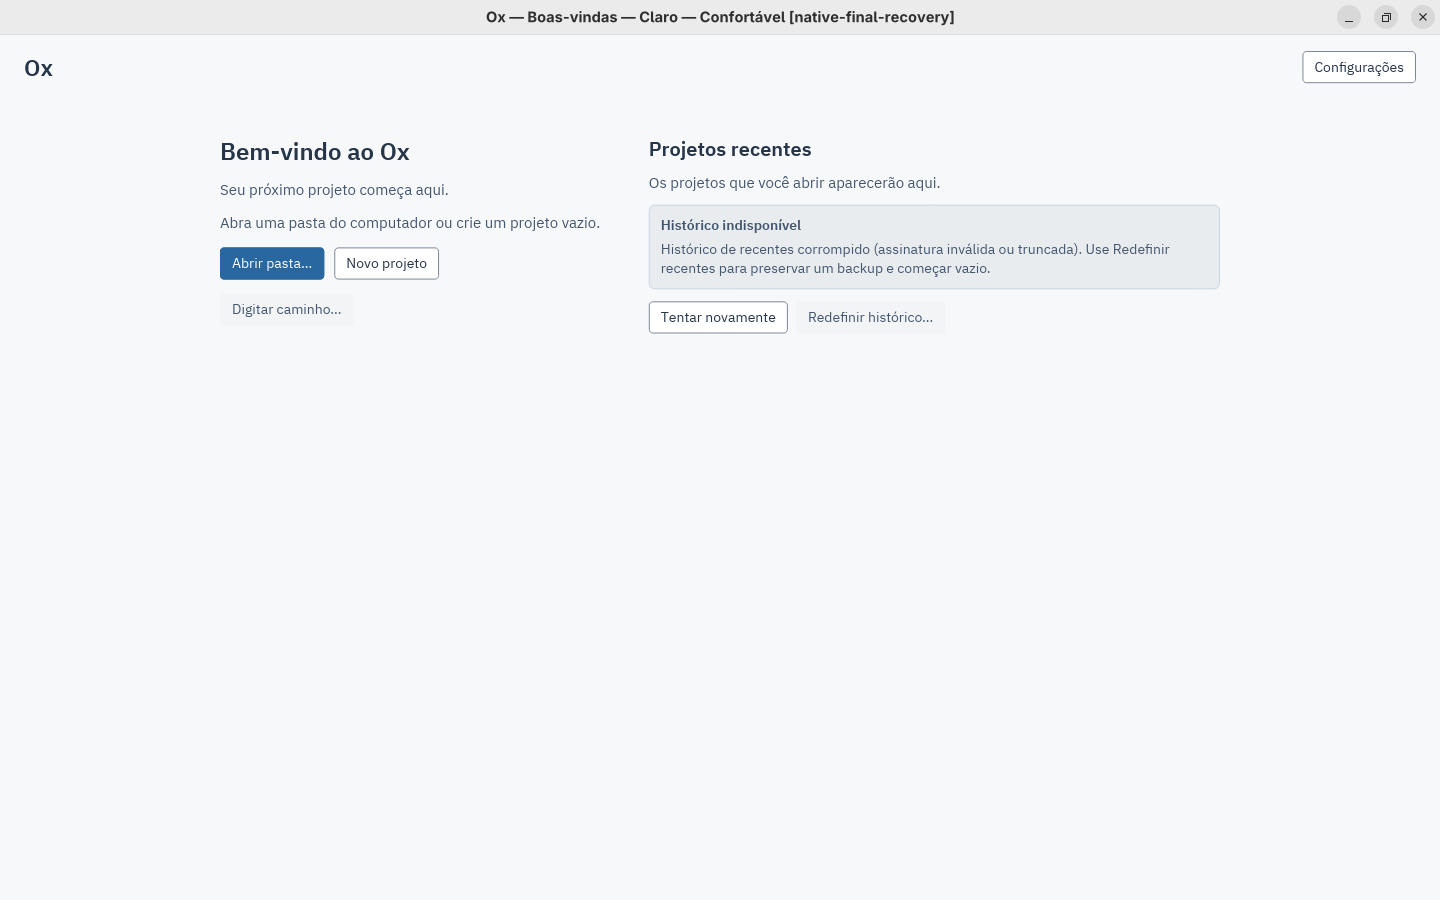 Ox — Boas-vindas — Claro — Confortável [native-final-recovery]
Ox
Configurações
Bem-vindo ao Ox
Seu próximo projeto começa aqui.
Abra uma pasta do computador ou crie um projeto vazio.
Abrir pasta…
Novo projeto
Digitar caminho…
Projetos recentes
Os projetos que você abrir aparecerão aqui.
Histórico indisponível
Histórico de recentes corrompido (assinatura inválida ou truncada). Use Redefinir
recentes para preservar um backup e começar vazio.
Tentar novamente
Redefinir histórico…